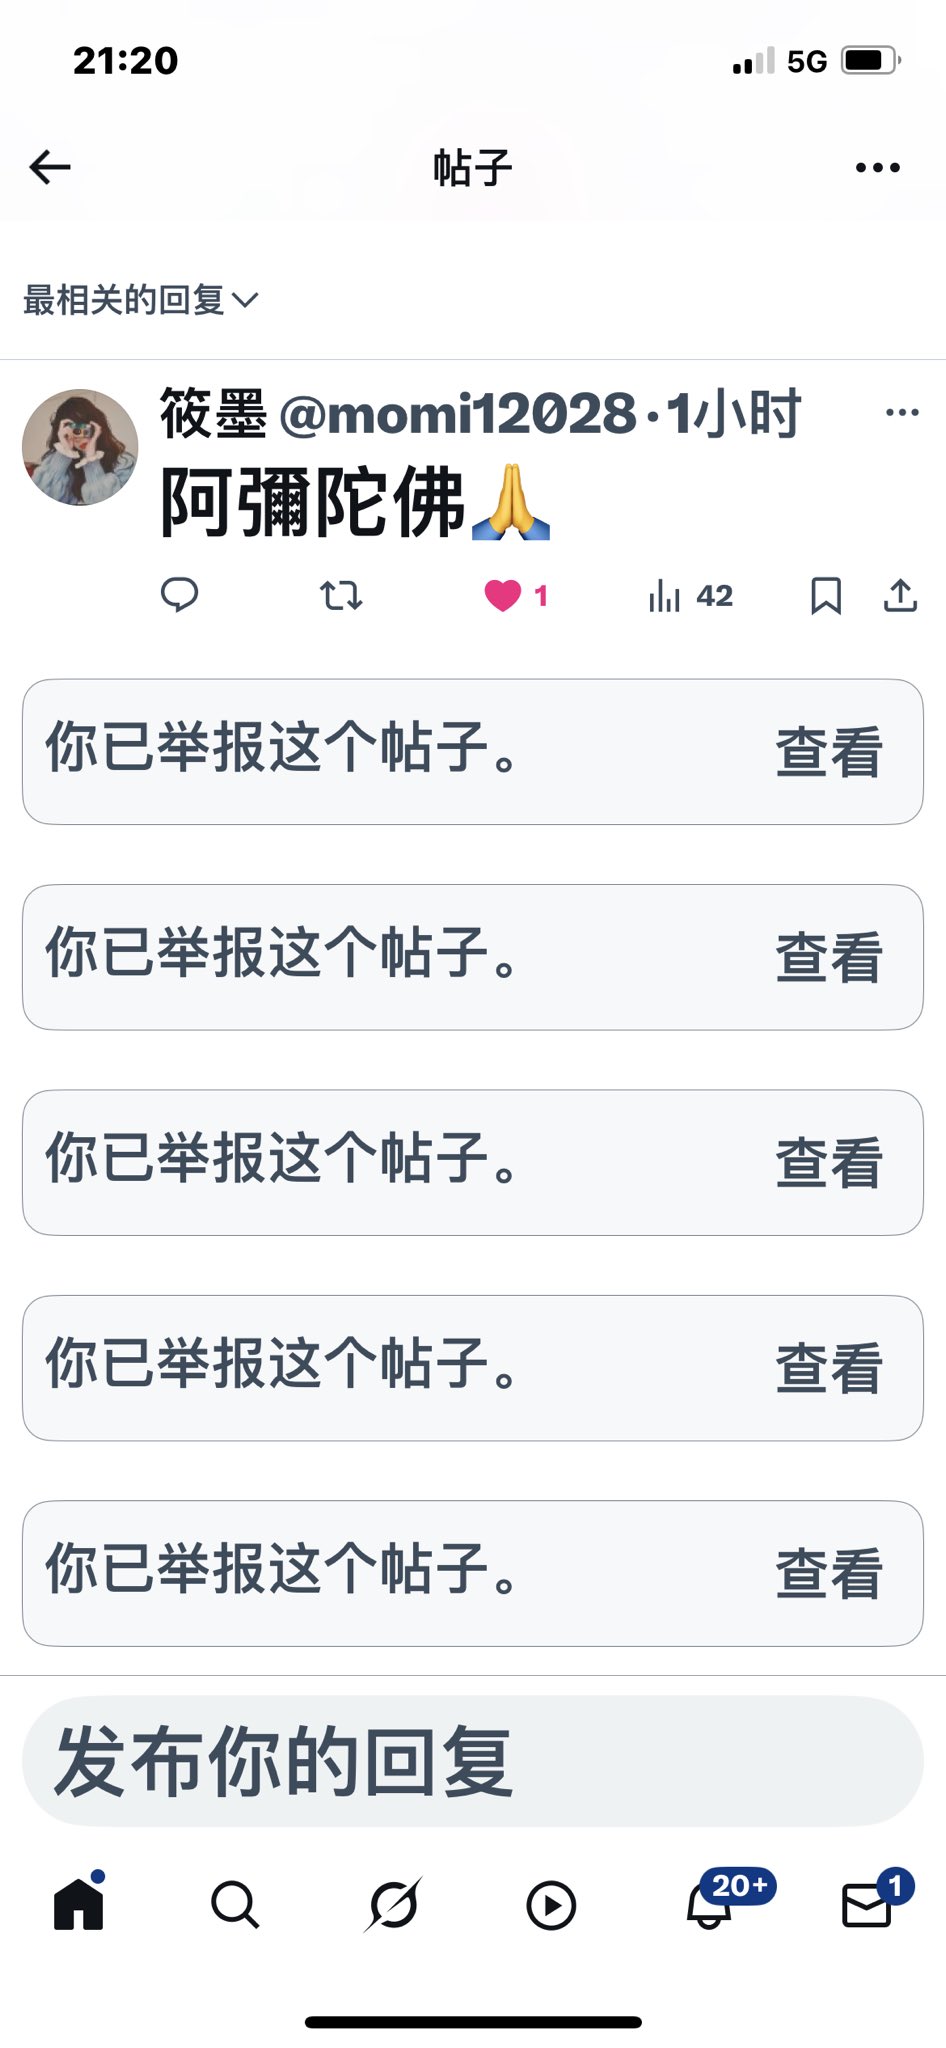 21:20
5G
帖子
最相关的回复
筱墨 @momi12028·1小时
阿彌陀佛🙏
1
42
你已举报这个帖子。 查看
你已举报这个帖子。 查看
你已举报这个帖子。 查看
你已举报这个帖子。 查看
你已举报这个帖子。 查看
发布你的回复
20+
1